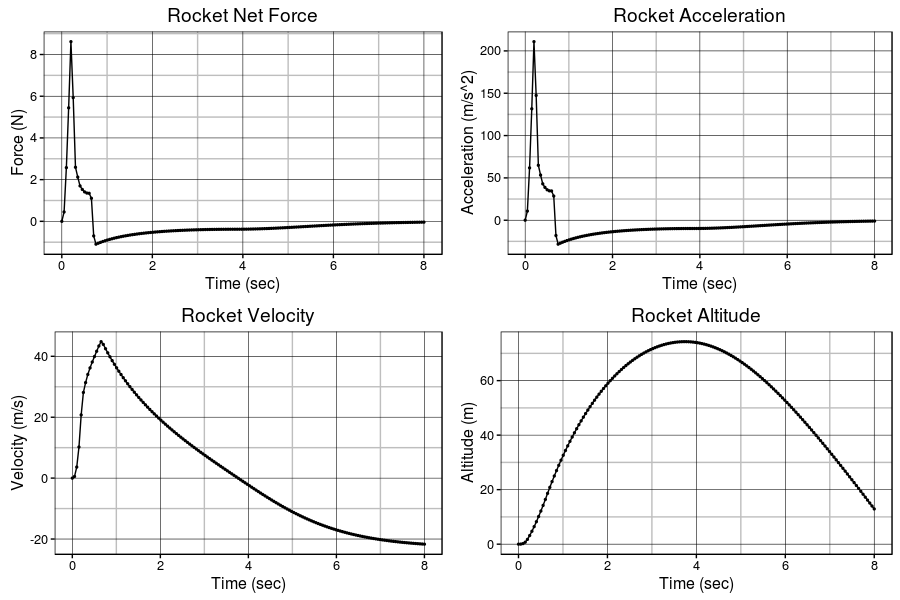 Rocket Net Force
Force (N)
8
6
4
2
0
0 2 4 6 8
Time (sec)
Rocket Acceleration
Acceleration (m/s^2)
200
150
100
50
0
0 2 4 6 8
Time (sec)
Rocket Velocity
Velocity (m/s)
40
20
0
-20
0 2 4 6 8
Time (sec)
Rocket Altitude
Altitude (m)
60
40
20
0
0 2 4 6 8
Time (sec)